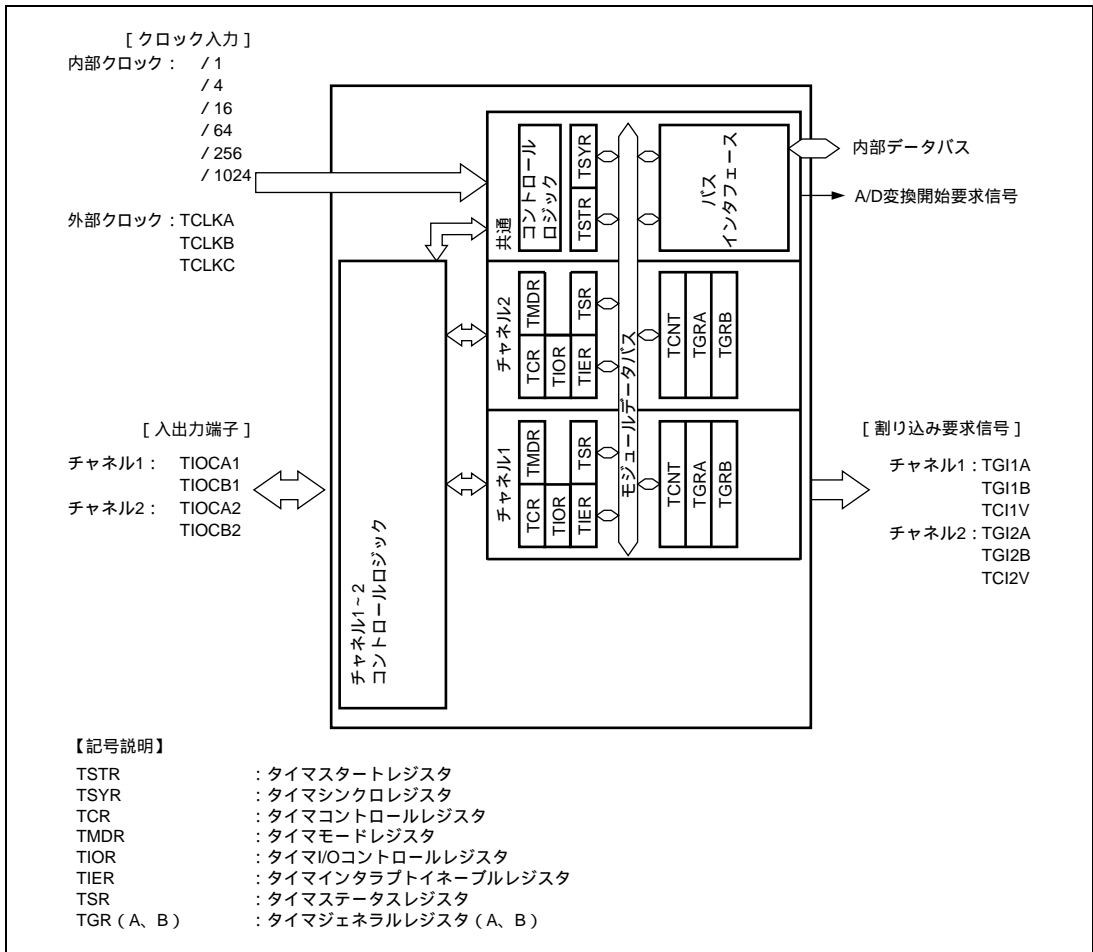 [ クロック入力 ]
内部クロック： / 1
/ 4
/ 16
/ 64
/ 256
/ 1024
外部クロック：TCLKA
TCLKB
TCLKC
共通
コントロール
ロジック
TSTR TSYR
バス
インタフェース
内部データバス
A/D変換開始要求信号
チャネル2
TCR TMDR
TIOR
TIER TSR
TCNT
TGRA
TGRB
モジュールデータバス
チャネル1
TCR TMDR
TIOR
TIER TSR
TCNT
TGRA
TGRB
チャネル1~2
コントロールロジック
[ 入出力端子 ]
チャネル1： TIOCA1
TIOCB1
チャネル2： TIOCA2
TIOCB2
[ 割り込み要求信号 ]
チャネル1：TGI1A
TGI1B
TCI1V
チャネル2：TGI2A
TGI2B
TCI2V
【記号説明】
TSTR ：タイマスタートレジスタ
TSYR ：タイマシンクロレジスタ
TCR ：タイマコントロールレジスタ
TMDR ：タイマモードレジスタ
TIOR ：タイマI/Oコントロールレジスタ
TIER ：タイマインタラプトイネーブルレジスタ
TSR ：タイマステータスレジスタ
TGR（A、B） ：タイマジェネラルレジスタ（A、B）